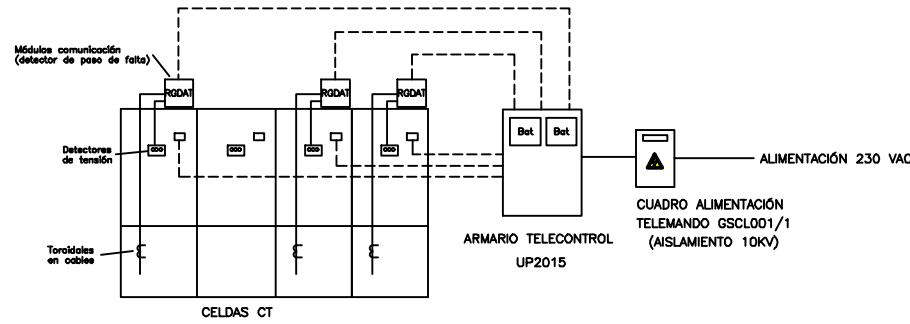 Módulos comunicación
(detector de paso de falta)
RGDAT
RGDAT
RGDAT
Detectores
de tensión
Bat
Bat
ALIMENTACIÓN 230 VAC
CUADRO ALIMENTACIÓN
TELEMANDO GSCL001/1
(AISLAMIENTO 10KV)
ARMARIO TELECONTROL
UP2015
Toroidales
en cables
CELDAS CT